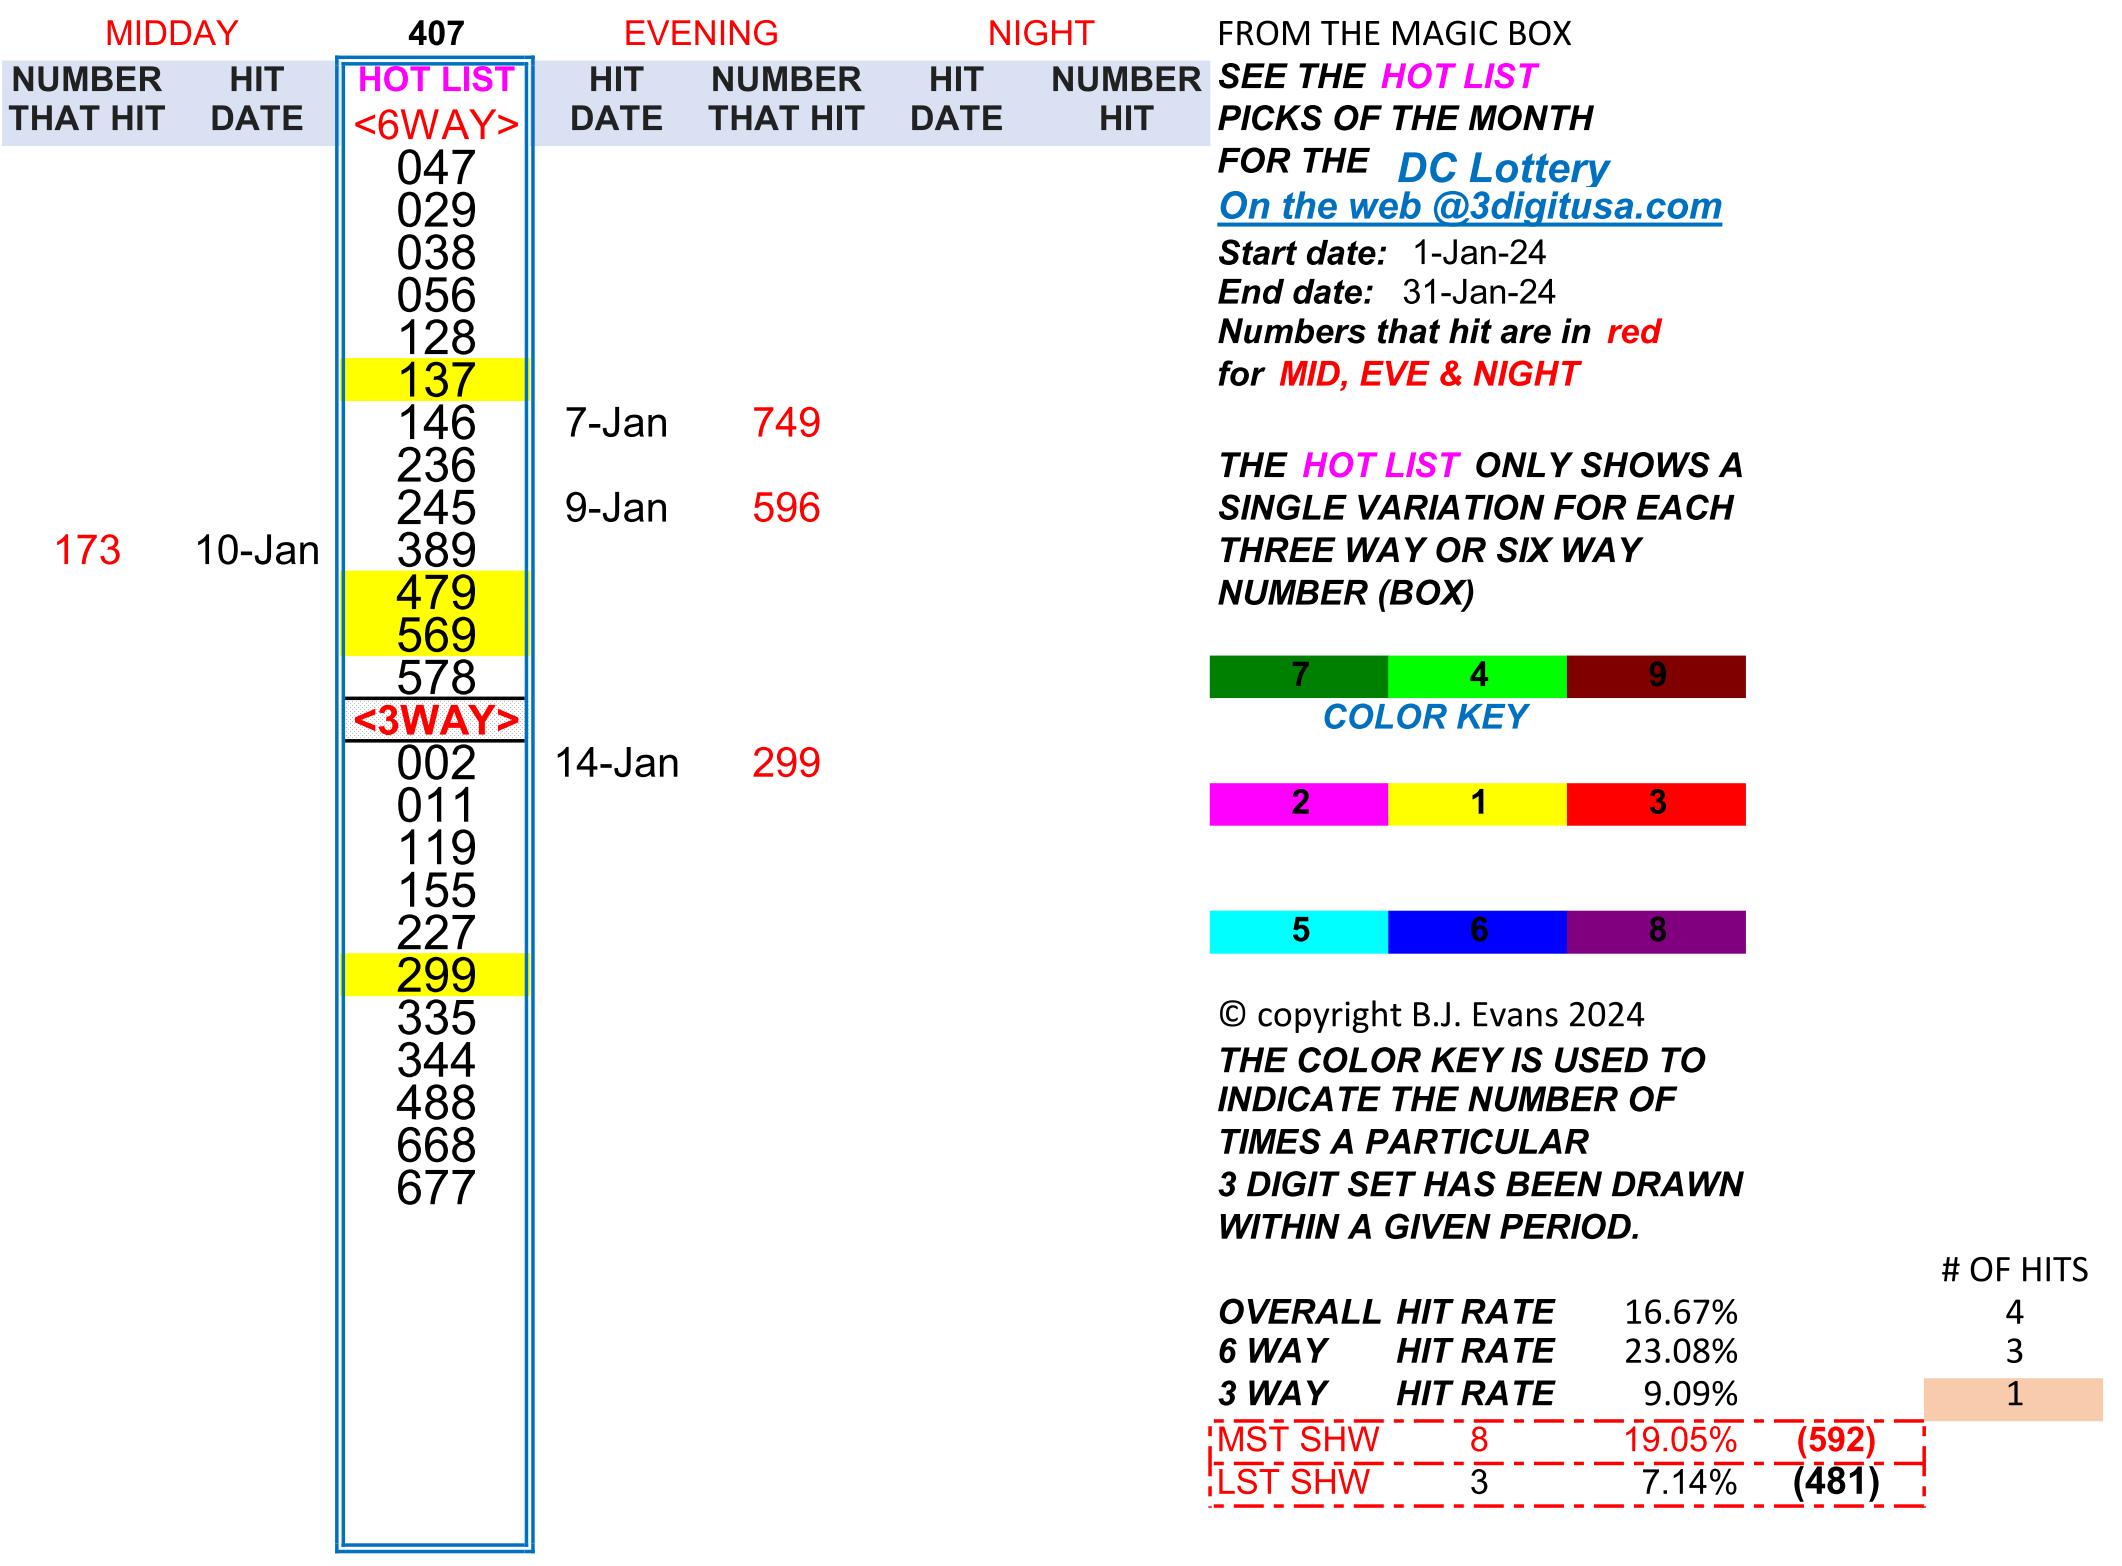 MIDDAY 407 EVENING NIGHT FROM THE MAGIC BOX
NUMBER HIT HOT LIST HIT NUMBER HIT NUMBER SEE THE HOT LIST
THAT HIT DATE <6WAY> DATE THAT HIT DATE HIT PICKS OF THE MONTH
047 FOR THE DC Lottery
029 On the web @3digitusa.com
038 Start date: 1-Jan-24
056 End date: 31-Jan-24
128 Numbers that hit are in red
137 for MID, EVE & NIGHT
146 7-Jan 749
236 THE HOT LIST ONLY SHOWS A
245 9-Jan 596 SINGLE VARIATION FOR EACH
173 10-Jan 389 THREE WAY OR SIX WAY
479 NUMBER (BOX)
569
578 7 4 9
<3WAY> COLOR KEY
002 14-Jan 299
011 2 1 3
119
155
227 5 6 8
299
335 © copyright B.J. Evans 2024
344 THE COLOR KEY IS USED TO
488 INDICATE THE NUMBER OF
668 TIMES A PARTICULAR
677 3 DIGIT SET HAS BEEN DRAWN
WITHIN A GIVEN PERIOD.
# OF HITS
OVERALL HIT RATE 16.67% 4
6 WAY HIT RATE 23.08% 3
3 WAY HIT RATE 9.09% 1
MST SHW 8 19.05% (592)
LST SHW 3 7.14% (481)